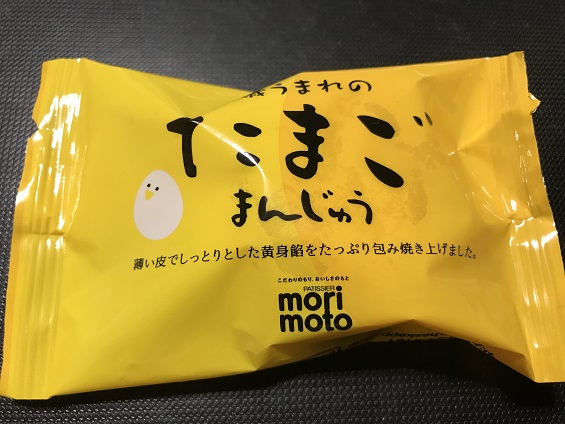 うまれの
たまご
まんじゅう
薄い皮でしっとりとした黄身餡をたっぷり包み焼き上げました。
こだわりのもり、おいしさのもと
PATISSIER
mori
moto